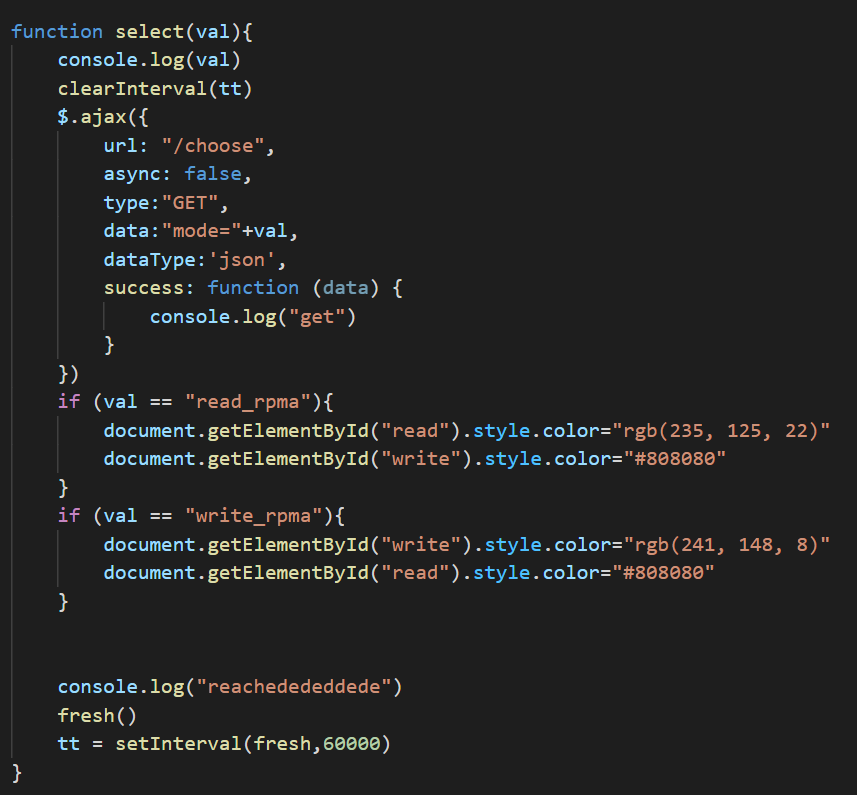 function select(val){
    console.log(val)
    clearInterval(tt)
    $.ajax({
        url: "/choose",
        async: false,
        type:"GET",
        data:"mode="+val,
        dataType:'json',
        success: function (data) {
            console.log("get")
        }
    })
    if (val == "read_rpma"){
        document.getElementById("read").style.color="rgb(235, 125, 22)"
        document.getElementById("write").style.color="#808080"
    }
    if (val == "write_rpma"){
        document.getElementById("write").style.color="rgb(241, 148, 8)"
        document.getElementById("read").style.color="#808080"
    }
    console.log("reachedededdede")
    fresh()
    tt = setInterval(fresh,60000)
}